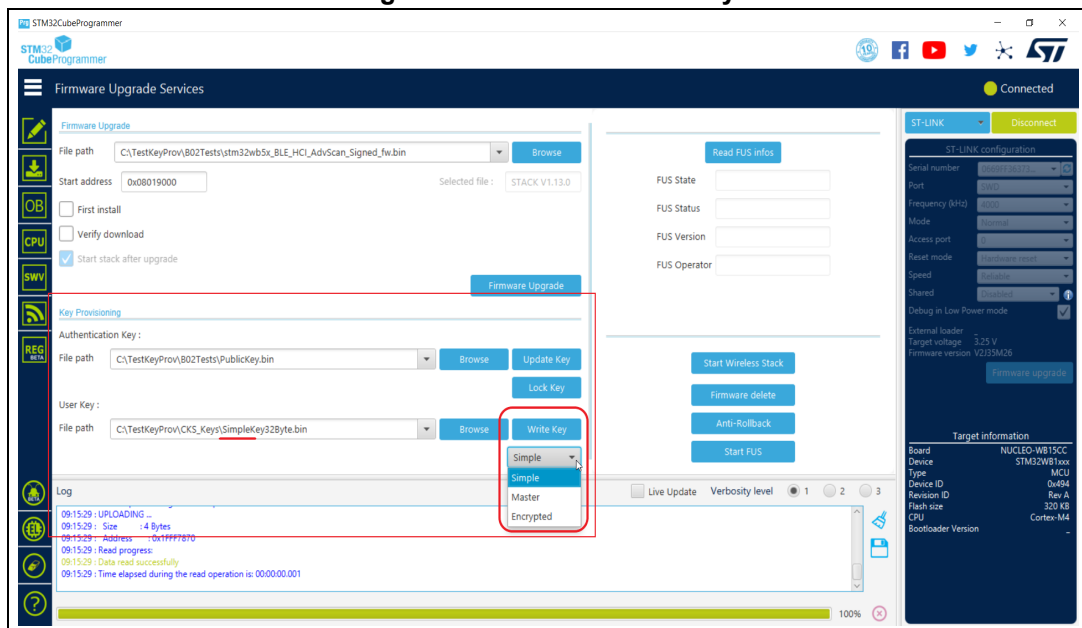 STM32CubeProgrammer
STM32
CubeProgrammer
Firmware Upgrade Services
Connected
Firmware Upgrade
File path C:\TestKeyProv\B02Tests\stm32wb5x_BLE_HCI_AdvScan_Signed_fw.bin Browse
Start address 0x08019000 Selected file : STACK V1.13.0
First install
Verify download
Start stack after upgrade
Firmware Upgrade
Key Provisioning
Authentication Key :
File path C:\TestKeyProv\B02Tests\PublicKey.bin Browse Update Key
Lock Key
User Key :
File path C:\TestKeyProv\CKS_Keys\SimpleKey32Byte.bin Browse Write Key
Simple
Simple
Master
Encrypted
Read FUS infos
FUS State
FUS Status
FUS Version
FUS Operator
Start Wireless Stack
Firmware delete
Anti-Rollback
Start FUS
OB
CPU
SWV
REG
BETA
BETA
Log
Live Update Verbosity level 1 2 3
09:15:29 : UPLOADING ...
09:15:29 : Size : 4 Bytes
09:15:29 : Address : 0x1FFF7870
09:15:29 : Read progress:
09:15:29 : Data read successfully
09:15:29 : Time elapsed during the read operation is: 00:00:00.001
100%
ST-LINK Disconnect
ST-LINK configuration
Serial number
Port SWD
Frequency (kHz) 4000
Mode Normal
Access port 0
Reset mode Hardware reset
Speed Reliable
Shared Disabled
Debug in Low Power mode
External loader _
Target voltage 3.25 V
Firmware version V2J35M26
Firmware upgrade
Target information
Board NUCLEO-WB15CC
Device STM32WB1xxx
Type MCU
Device ID 0x494
Revision ID Rev A
Flash size 320 KB
CPU Cortex-M4
Bootloader Version _